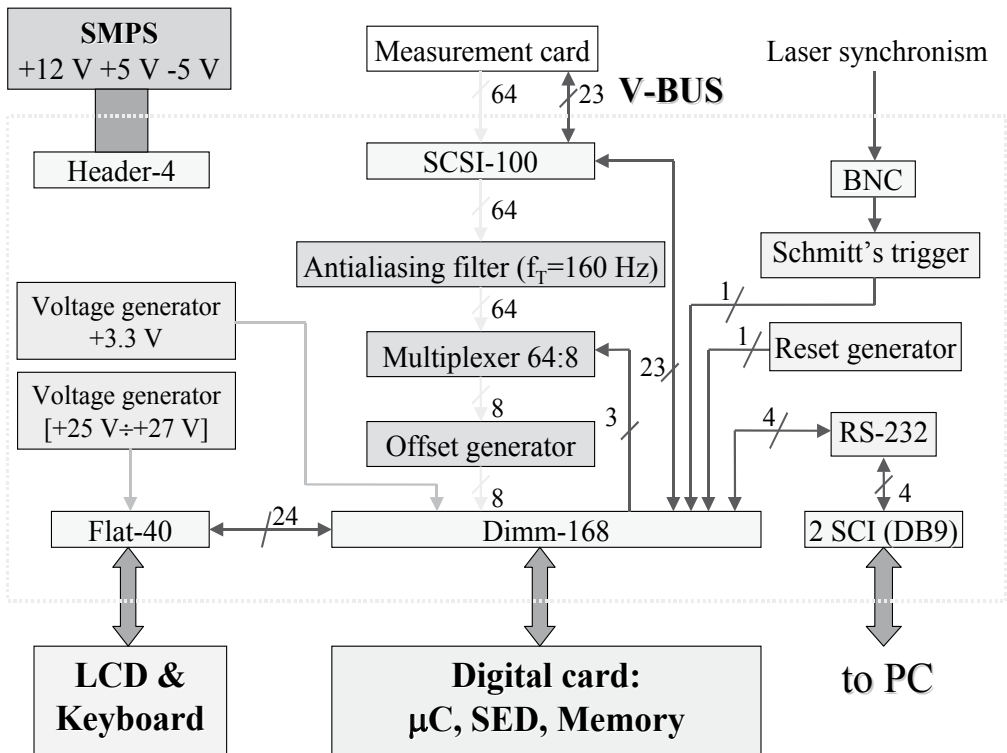 SMPS
+12 V +5 V -5 V
Measurement card
Laser synchronism
64
23
V-BUS
Header-4
SCSI-100
BNC
64
Schmitt's trigger
Antialiasing filter (fT=160 Hz)
1
Voltage generator
+3.3 V
64
1
Reset generator
Multiplexer 64:8
23
Voltage generator
[+25 V÷+27 V]
8
3
4
RS-232
Offset generator
8
4
24
Flat-40
Dimm-168
2 SCI (DB9)
LCD &
Keyboard
Digital card:
μC, SED, Memory
to PC